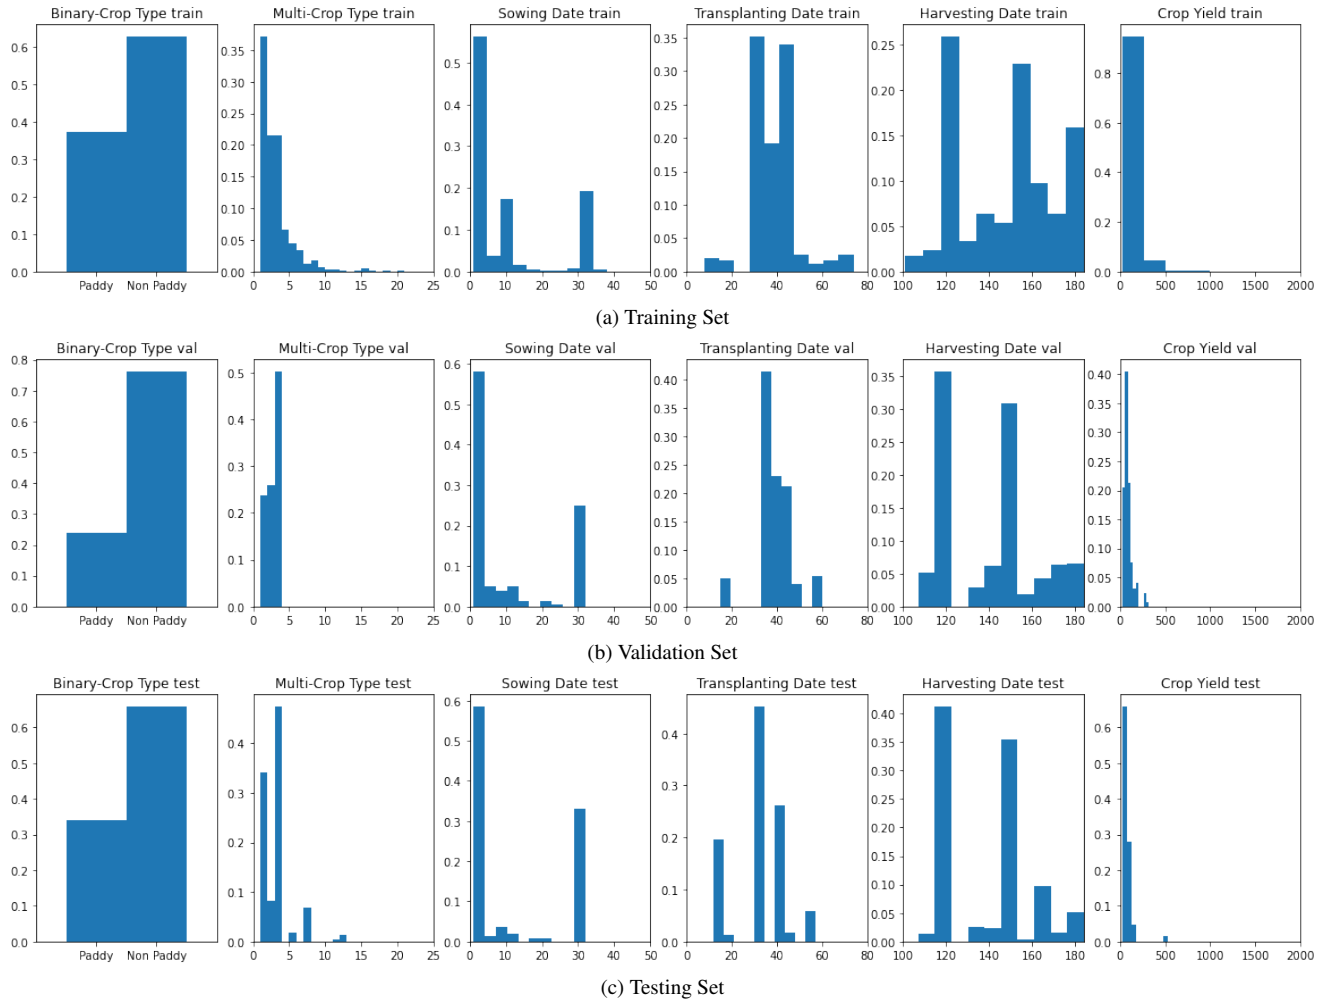 Binary-Crop Type train Multi-Crop Type train Sowing Date train Transplanting Date train Harvesting Date train Crop Yield train
0.6 0.5 0.4 0.3 0.2 0.1 0.0
Paddy Non Paddy
0.35 0.30 0.25 0.20 0.15 0.10 0.05 0.00
0 5 10 15 20 25
0.5 0.4 0.3 0.2 0.1 0.0
0 10 20 30 40 50
0.35 0.30 0.25 0.20 0.15 0.10 0.05 0.00
0 20 40 60 80
0.25 0.20 0.15 0.10 0.05 0.00
100 120 140 160 180
0.8 0.6 0.4 0.2 0.0
0 500 1000 1500 2000
(a) Training Set
Binary-Crop Type val Multi-Crop Type val Sowing Date val Transplanting Date val Harvesting Date val Crop Yield val
0.8 0.7 0.6 0.5 0.4 0.3 0.2 0.1 0.0
Paddy Non Paddy
0.5 0.4 0.3 0.2 0.1 0.0
0 5 10 15 20 25
0.6 0.5 0.4 0.3 0.2 0.1 0.0
0 10 20 30 40 50
0.40 0.35 0.30 0.25 0.20 0.15 0.10 0.05 0.00
0 20 40 60 80
0.35 0.30 0.25 0.20 0.15 0.10 0.05 0.00
100 120 140 160 180
0.40 0.35 0.30 0.25 0.20 0.15 0.10 0.05 0.00
0 500 1000 1500 2000
(b) Validation Set
Binary-Crop Type test Multi-Crop Type test Sowing Date test Transplanting Date test Harvesting Date test Crop Yield test
0.6 0.5 0.4 0.3 0.2 0.1 0.0
Paddy Non Paddy
0.4 0.3 0.2 0.1 0.0
0 5 10 15 20 25
0.6 0.5 0.4 0.3 0.2 0.1 0.0
0 10 20 30 40 50
0.4 0.3 0.2 0.1 0.0
0 20 40 60 80
0.40 0.35 0.30 0.25 0.20 0.15 0.10 0.05 0.00
100 120 140 160 180
0.6 0.5 0.4 0.3 0.2 0.1 0.0
0 500 1000 1500 2000
(c) Testing Set